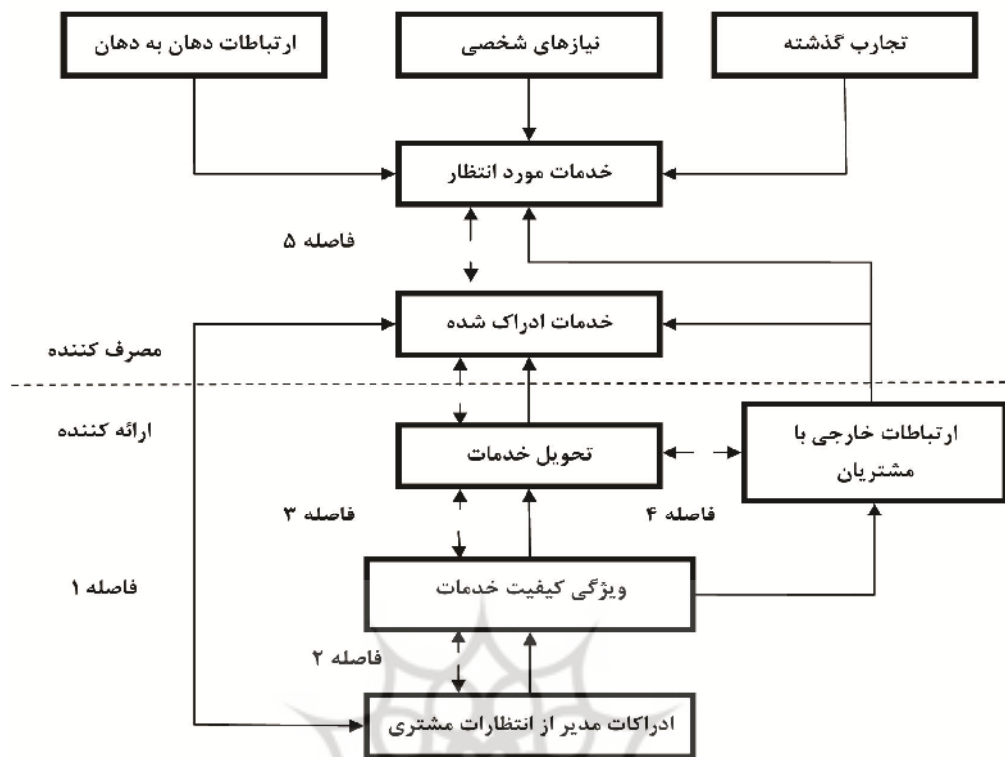 تجارب گذشته
نیازهای شخصی
ارتباطات دهان به دهان
خدمات مورد انتظار
فاصله ۵
خدمات ادراک شده
مصرف کننده
ارائه کننده
ارتباطات خارجی با
مشتریان
تحویل خدمات
فاصله ۴
فاصله ۳
ویژگی کیفیت خدمات
فاصله ۱
فاصله ۲
ادراکات مدیر از انتظارات مشتری